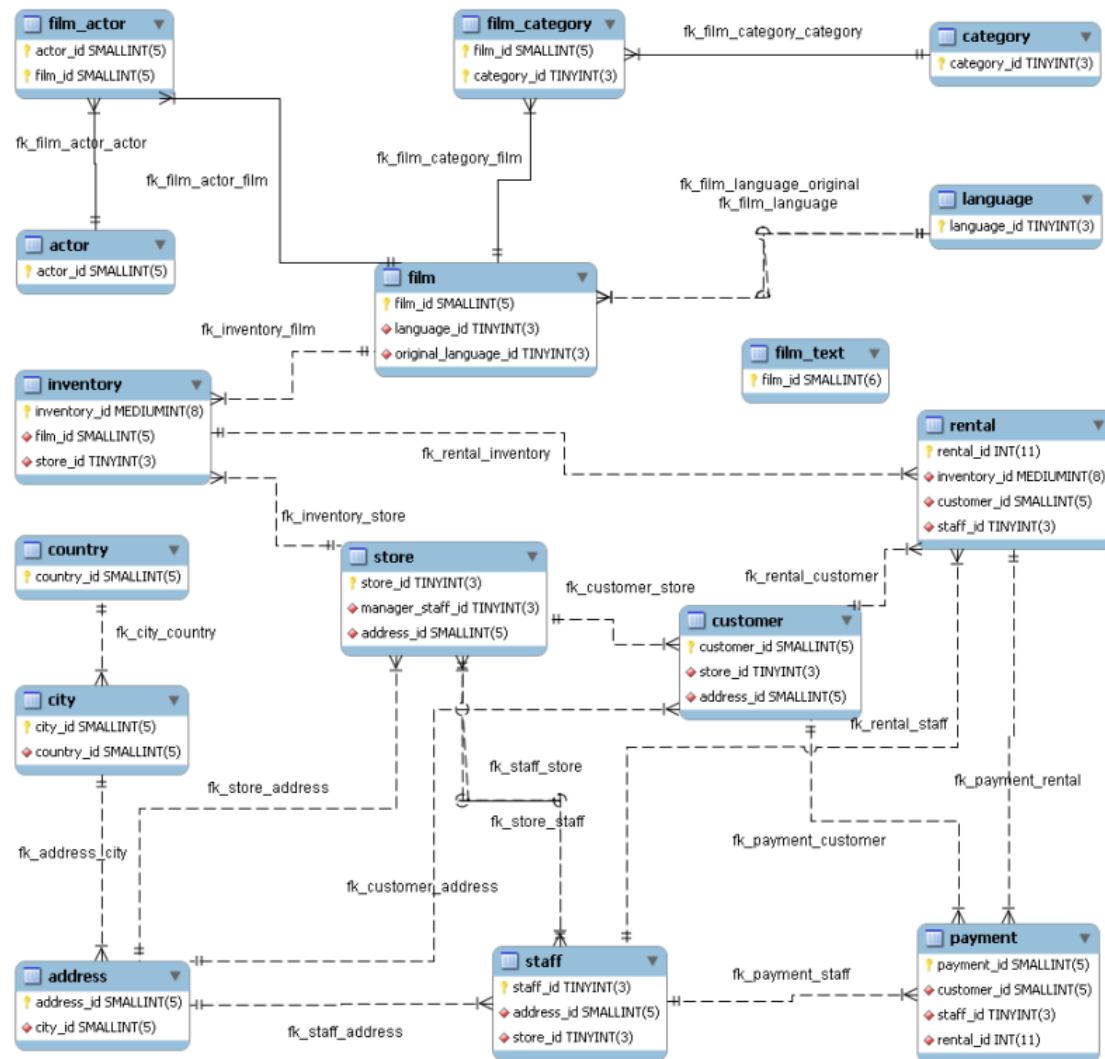 film_actor
actor_id SMALLINT(5)
film_id SMALLINT(5)
film_category
film_id SMALLINT(5)
category_id TINYINT(3)
fk_film_category_category
category
category_id TINYINT(3)
fk_film_actor_actor
fk_film_actor_film
fk_film_category_film
fk_film_language_original
fk_film_language
language
language_id TINYINT(3)
actor
actor_id SMALLINT(5)
film
film_id SMALLINT(5)
language_id TINYINT(3)
original_language_id TINYINT(3)
fk_inventory_film
film_text
film_id SMALLINT(6)
inventory
inventory_id MEDIUMINT(8)
film_id SMALLINT(5)
store_id TINYINT(3)
fk_rental_inventory
rental
rental_id INT(11)
inventory_id MEDIUMINT(8)
customer_id SMALLINT(5)
staff_id TINYINT(3)
fk_inventory_store
country
country_id SMALLINT(5)
store
store_id TINYINT(3)
manager_staff_id TINYINT(3)
address_id SMALLINT(5)
fk_customer_store
fk_rental_customer
customer
customer_id SMALLINT(5)
store_id TINYINT(3)
address_id SMALLINT(5)
fk_city_country
city
city_id SMALLINT(5)
country_id SMALLINT(5)
fk_rental_staff
fk_store_address
fk_staff_store
fk_store_staff
fk_payment_rental
fk_payment_customer
fk_address_city
fk_customer_address
address
address_id SMALLINT(5)
city_id SMALLINT(5)
fk_staff_address
staff
staff_id TINYINT(3)
address_id SMALLINT(5)
store_id TINYINT(3)
fk_payment_staff
payment
payment_id SMALLINT(5)
customer_id SMALLINT(5)
staff_id TINYINT(3)
rental_id INT(11)